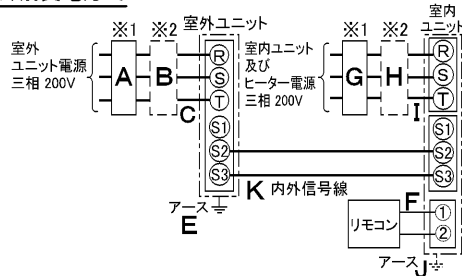 ※1 ※2 室外ユニット
室外
ユニット電源
三相 200V
A
B
C
R
S
T
S1
S2
S3
アース
E
※1 ※2 室内
ユニット
室内ユニット
及び
ヒーター電源
三相 200V
G
H
I
R
S
T
S1
S2
S3
K 内外信号線
F
リモコン
①
②
アース J